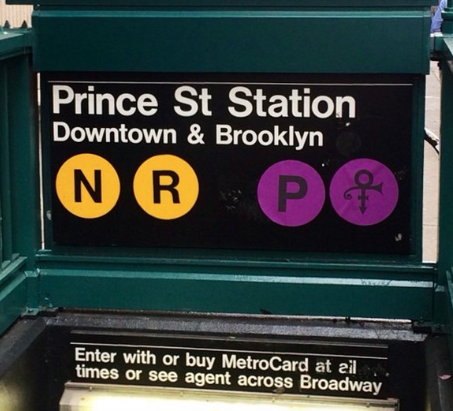 Prince St Station
Downtown & Brooklyn
N R P
Enter with or buy MetroCard at all
times or see agent across Broadway